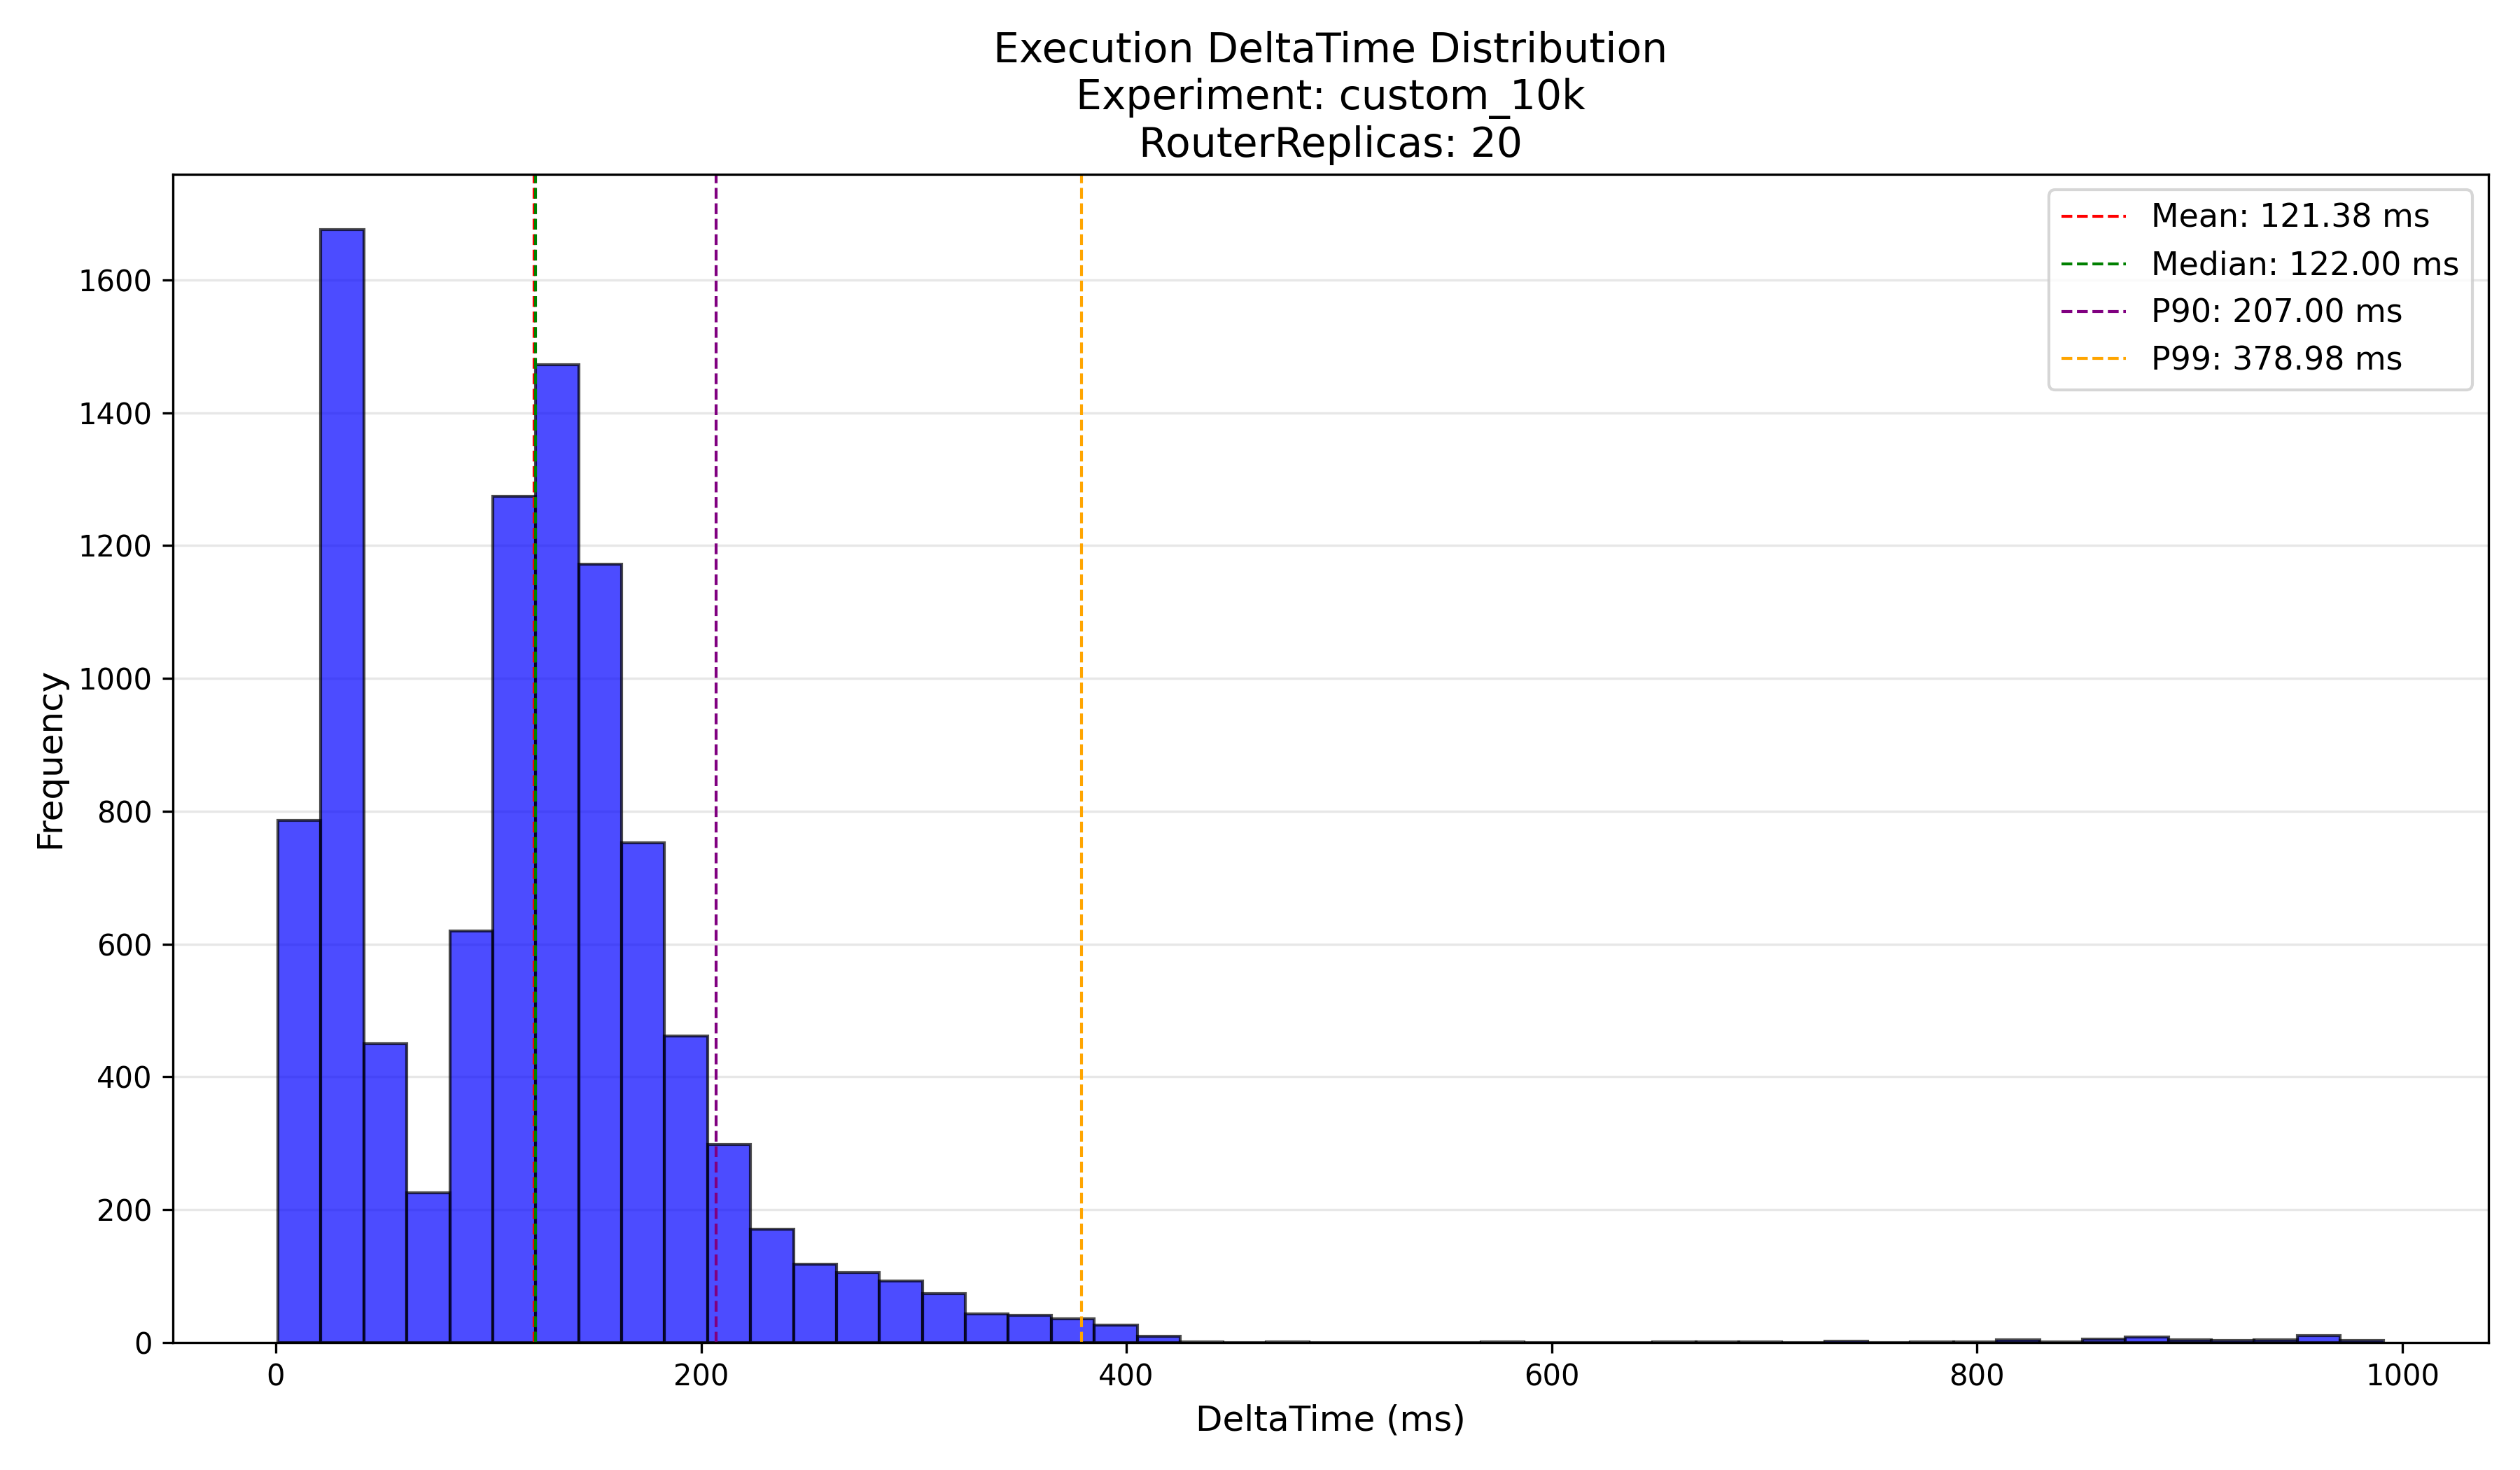 Execution DeltaTime Distribution
Experiment: custom_10k
RouterReplicas: 20
Mean: 121.38 ms
Median: 122.00 ms
P90: 207.00 ms
P99: 378.98 ms
Frequency
1600
1400
1200
1000
800
600
400
200
0
0 200 400 600 800 1000
DeltaTime (ms)